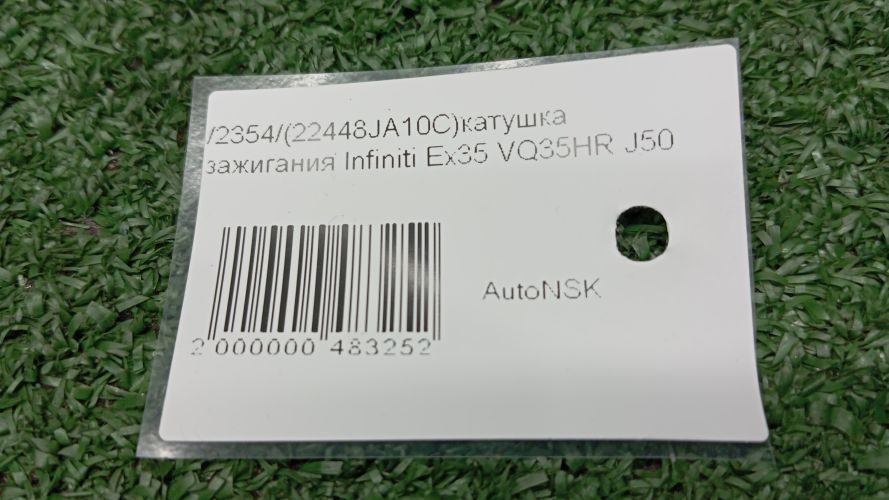 /2354/(22448JA10C)катушка
зажигания Infiniti Ex35 VQ35HR J50
AutoNSK
2 000000 483252